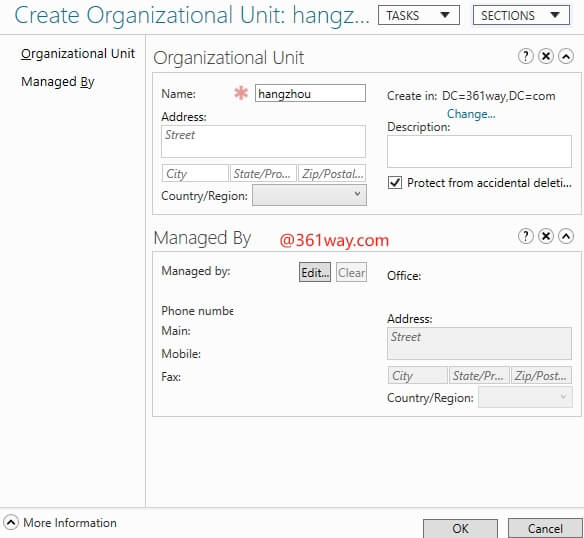 Create Organizational Unit: hangz... TASKS SECTIONS
Organizational Unit
Managed By
Organizational Unit
Name: hangzhou
Address:
Street
City State/Pro... Zip/Postal...
Country/Region:
Create in: DC=361way,DC=com
Change...
Description:
Protect from accidental deleti...
Managed By @361way.com
Managed by: Edit... Clear
Phone numbe
Main:
Mobile:
Fax:
Office:
Address:
Street
City State/Pr... Zip/Post...
Country/Region:
More Information
OK Cancel